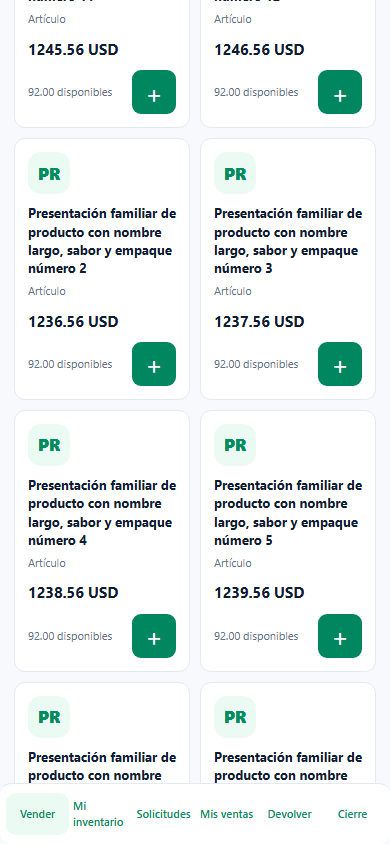 Artículo
1245.56 USD
92.00 disponibles
+
Artículo
1246.56 USD
92.00 disponibles
+
PR
Presentación familiar de
producto con nombre
largo, sabor y empaque
número 2
Artículo
1236.56 USD
92.00 disponibles
+
PR
Presentación familiar de
producto con nombre
largo, sabor y empaque
número 3
Artículo
1237.56 USD
92.00 disponibles
+
PR
Presentación familiar de
producto con nombre
largo, sabor y empaque
número 4
Artículo
1238.56 USD
92.00 disponibles
+
PR
Presentación familiar de
producto con nombre
largo, sabor y empaque
número 5
Artículo
1239.56 USD
92.00 disponibles
+
PR
Presentación familiar de
producto con nombre
PR
Presentación familiar de
producto con nombre
Vender
Mi
inventario
Solicitudes
Mis ventas
Devolver
Cierre